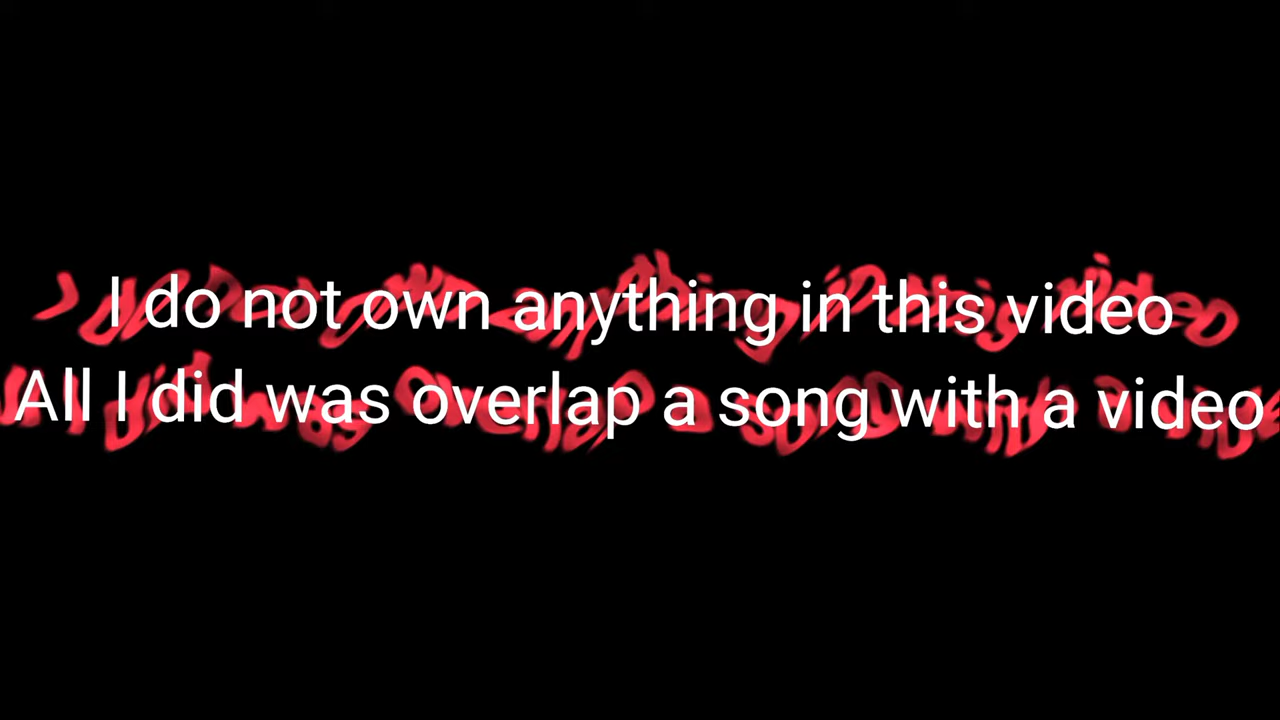 I do not own anything in this video
All I did was overlap a song with a video